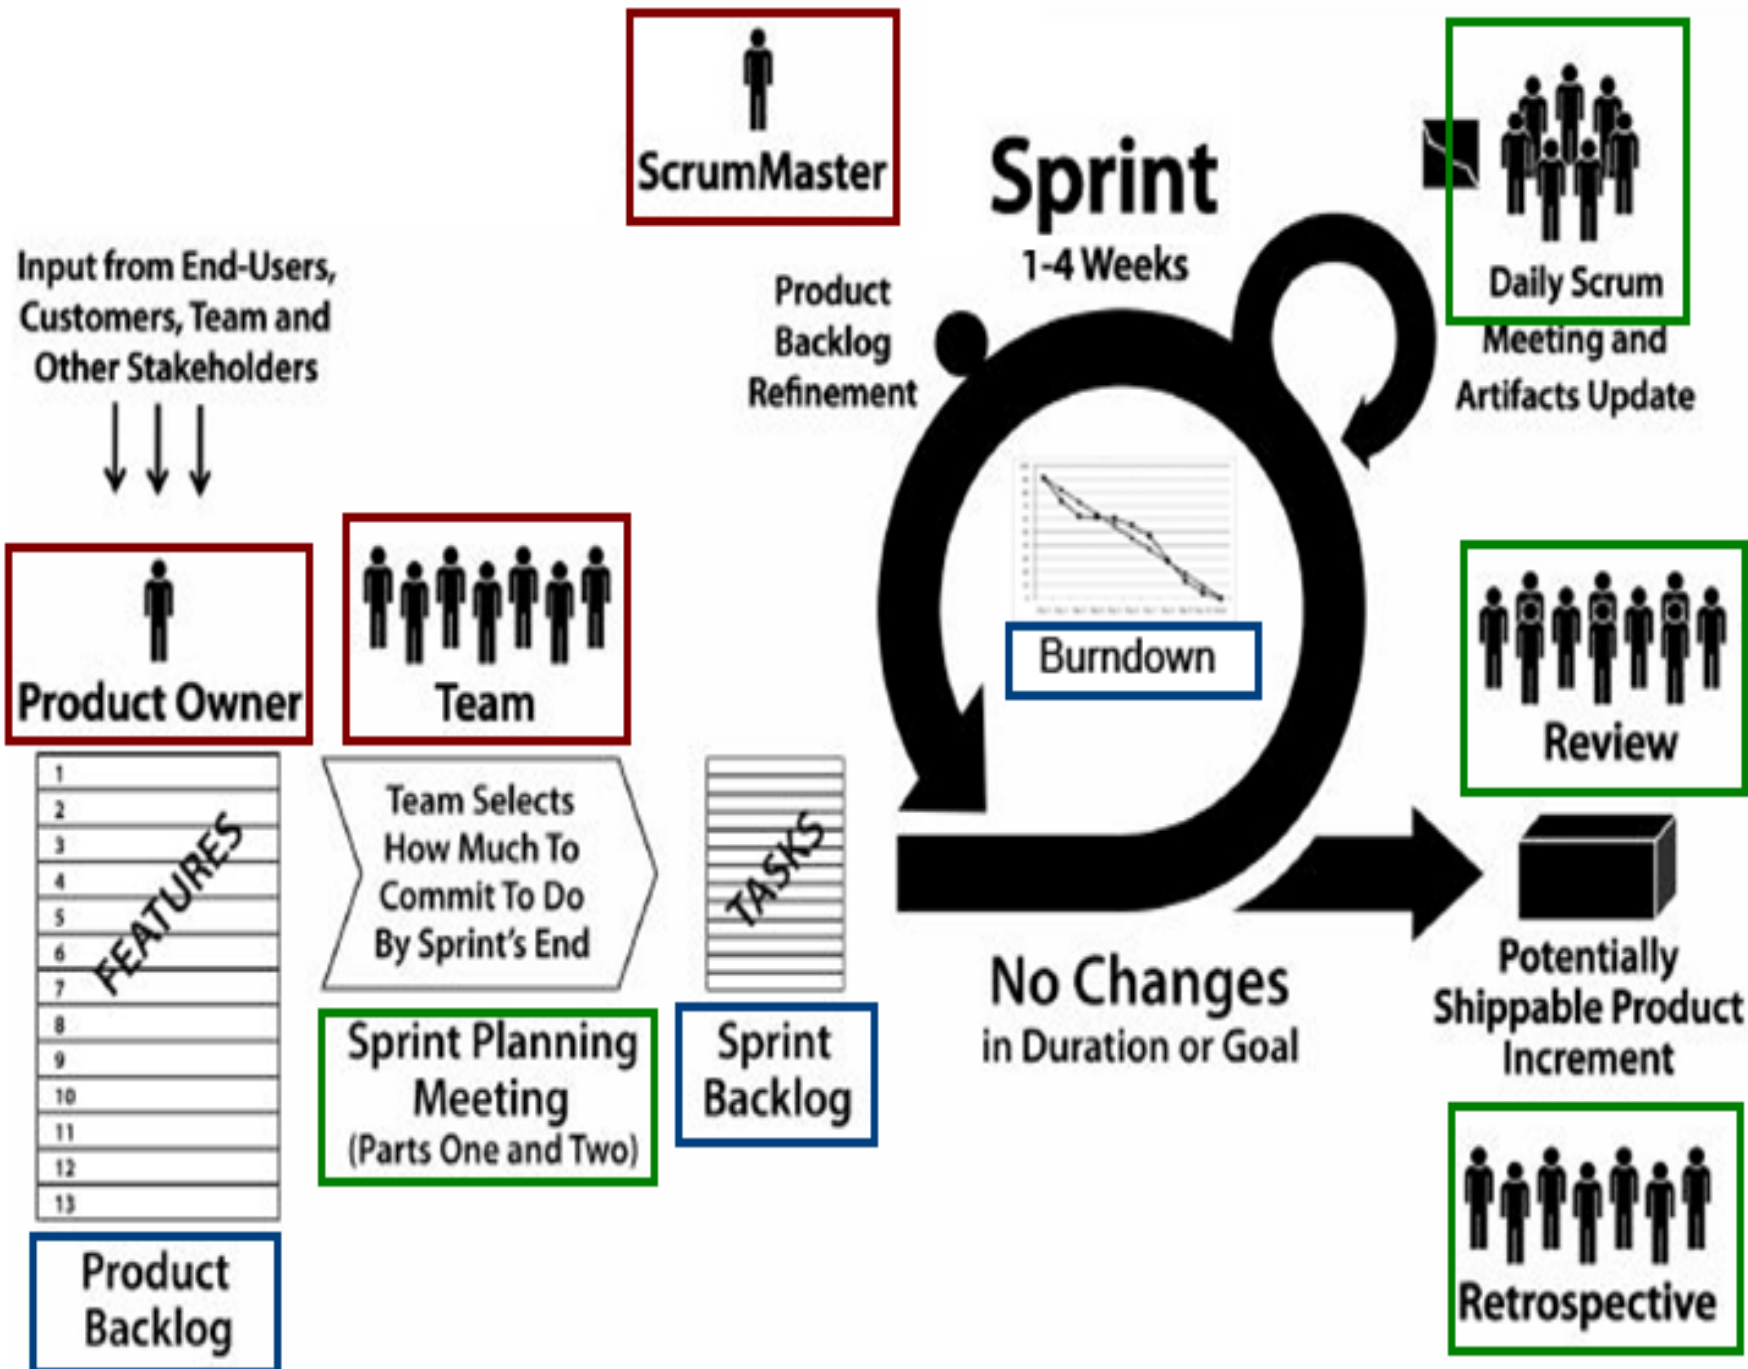 ScrumMaster
Sprint
1-4 Weeks
Daily Scrum
Meeting and
Artifacts Update
Input from End-Users,
Customers, Team and
Other Stakeholders
Product
Backlog
Refinement
Product Owner
Team
Burndown
Review
1
2
3
4
5
6
7
8
9
10
11
12
13
FEATURES
Team Selects
How Much To
Commit To Do
By Sprint's End
TASKS
Sprint Planning
Meeting
(Parts One and Two)
Sprint
Backlog
No Changes
in Duration or Goal
Potentially
Shippable Product
Increment
Product
Backlog
Retrospective